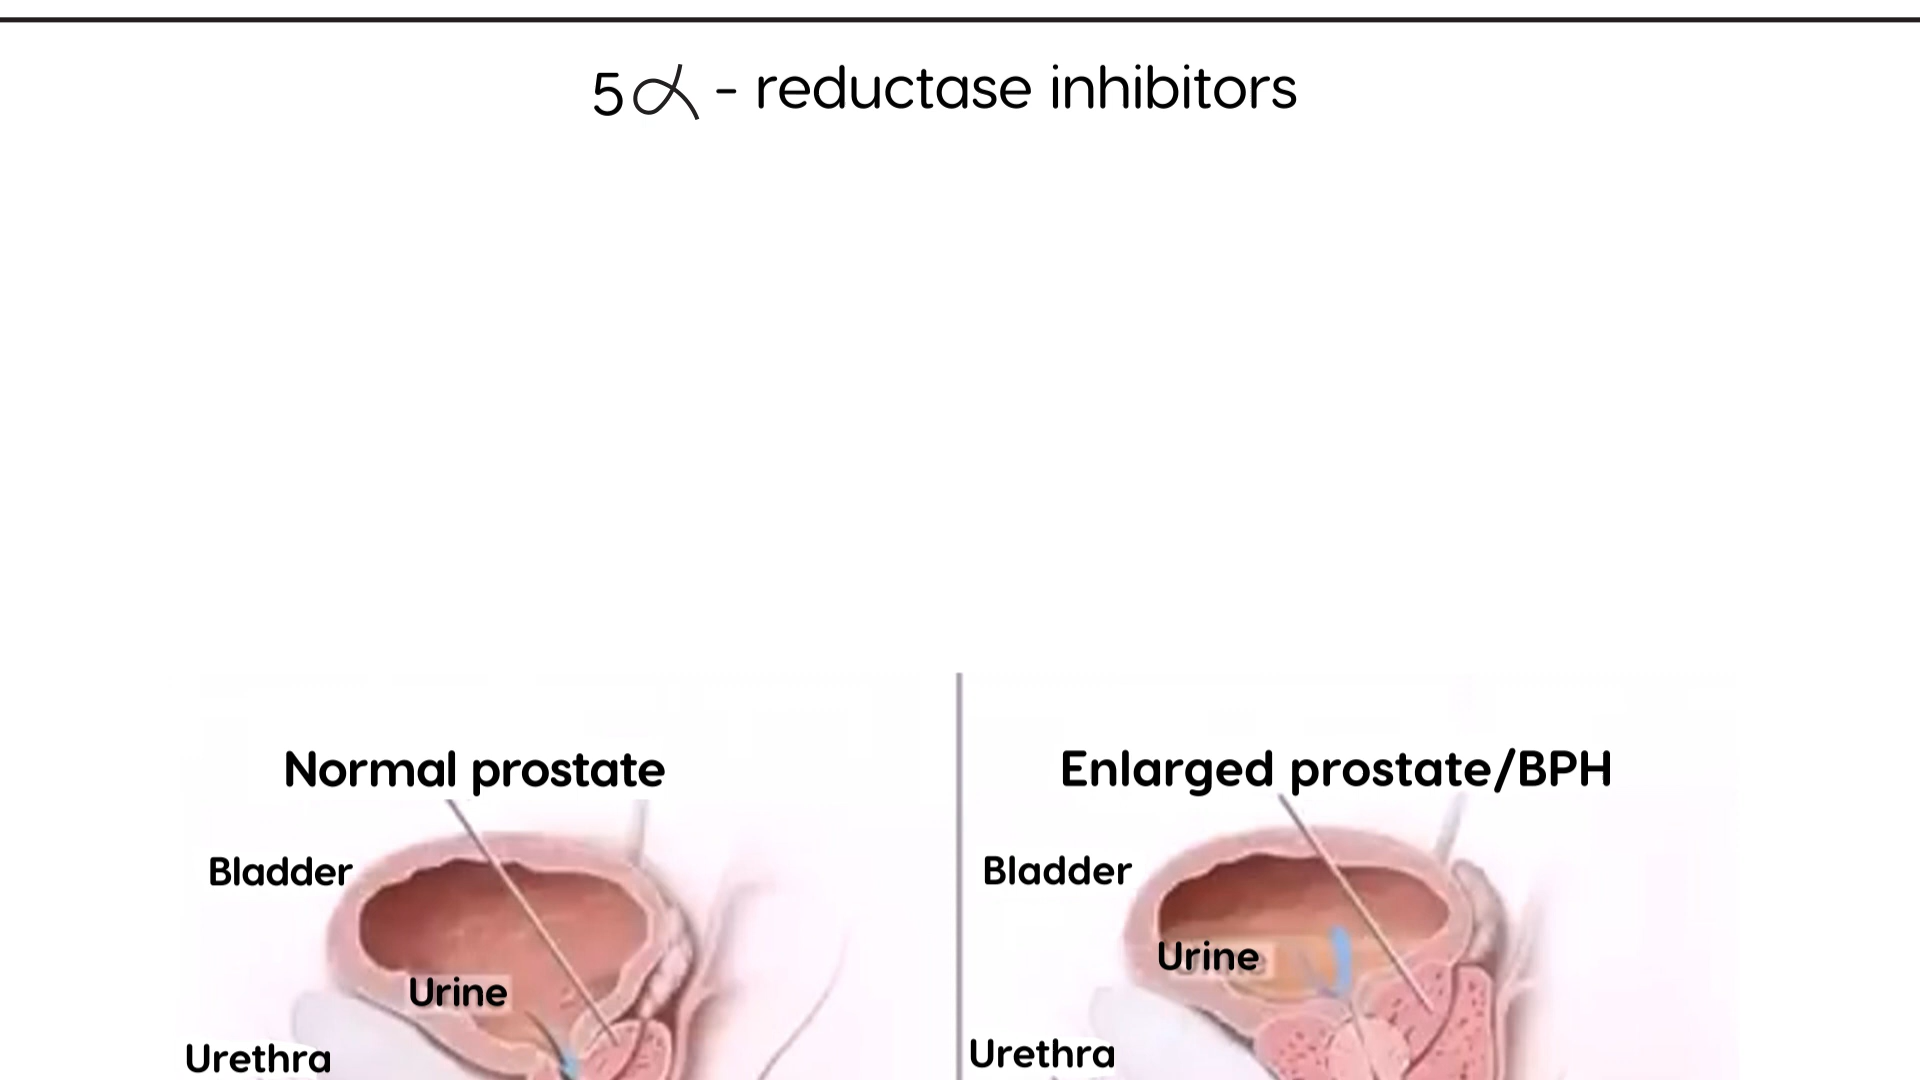 5α - reductase inhibitors
Normal prostate
Bladder
Urine
Urethra
Enlarged prostate/BPH
Bladder
Urine
Urethra